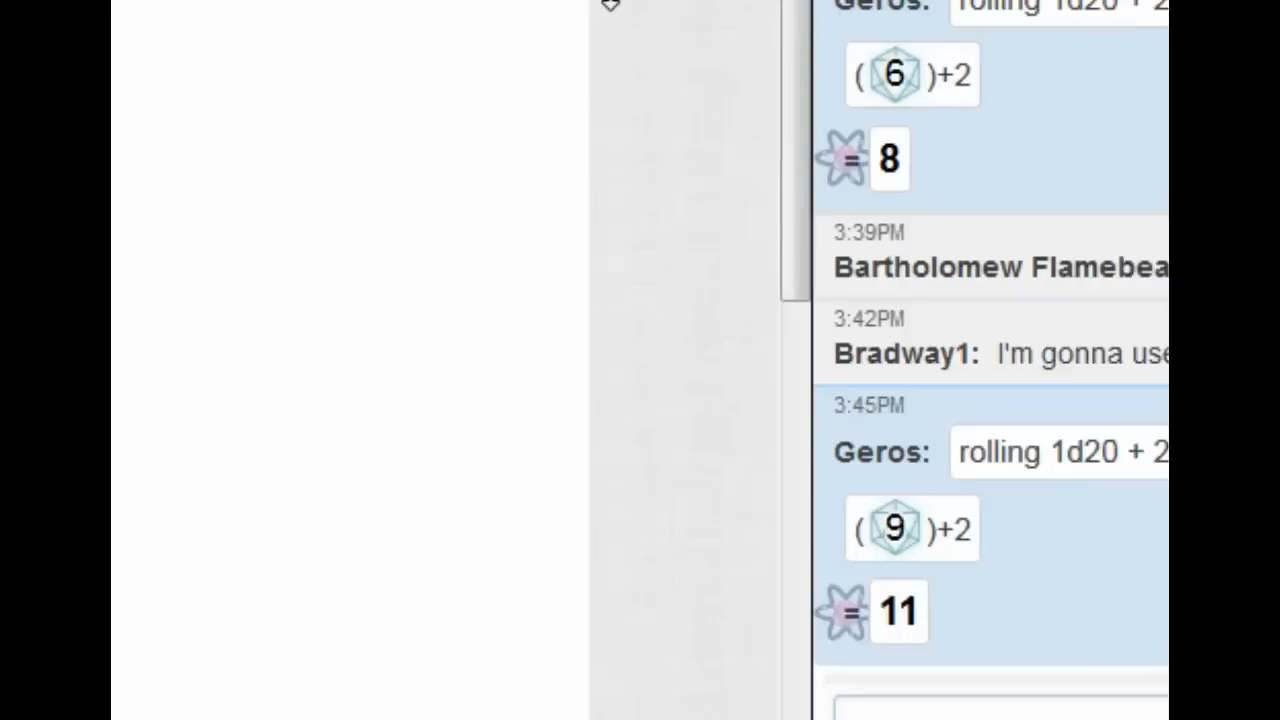 Geros: rolling 1d20 + 2
( 6 )+2
= 8
3:39PM
Bartholomew Flamebea
3:42PM
Bradway1: I'm gonna use
3:45PM
Geros: rolling 1d20 + 2
( 9 )+2
= 11